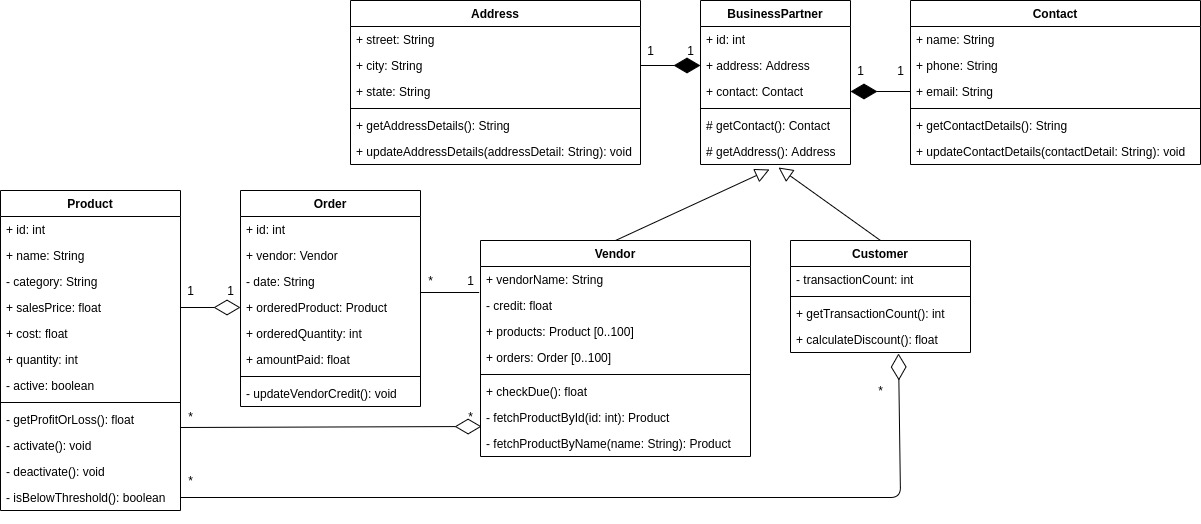 Address
+ street: String
+ city: String
+ state: String
+ getAddressDetails(): String
+ updateAddressDetails(addressDetail: String): void
1
1
BusinessPartner
+ id: int
+ address: Address
+ contact: Contact
# getContact(): Contact
# getAddress(): Address
1
1
Contact
+ name: String
+ phone: String
+ email: String
+ getContactDetails(): String
+ updateContactDetails(contactDetail: String): void
Product
+ id: int
+ name: String
- category: String
+ salesPrice: float
+ cost: float
+ quantity: int
- active: boolean
- getProfitOrLoss(): float
- activate(): void
- deactivate(): void
- isBelowThreshold(): boolean
1
1
Order
+ id: int
+ vendor: Vendor
- date: String
+ orderedProduct: Product
+ orderedQuantity: int
+ amountPaid: float
- updateVendorCredit(): void
*
1
*
*
*
Vendor
+ vendorName: String
- credit: float
+ products: Product [0..100]
+ orders: Order [0..100]
+ checkDue(): float
- fetchProductById(id: int): Product
- fetchProductByName(name: String): Product
Customer
- transactionCount: int
+ getTransactionCount(): int
+ calculateDiscount(): float
*